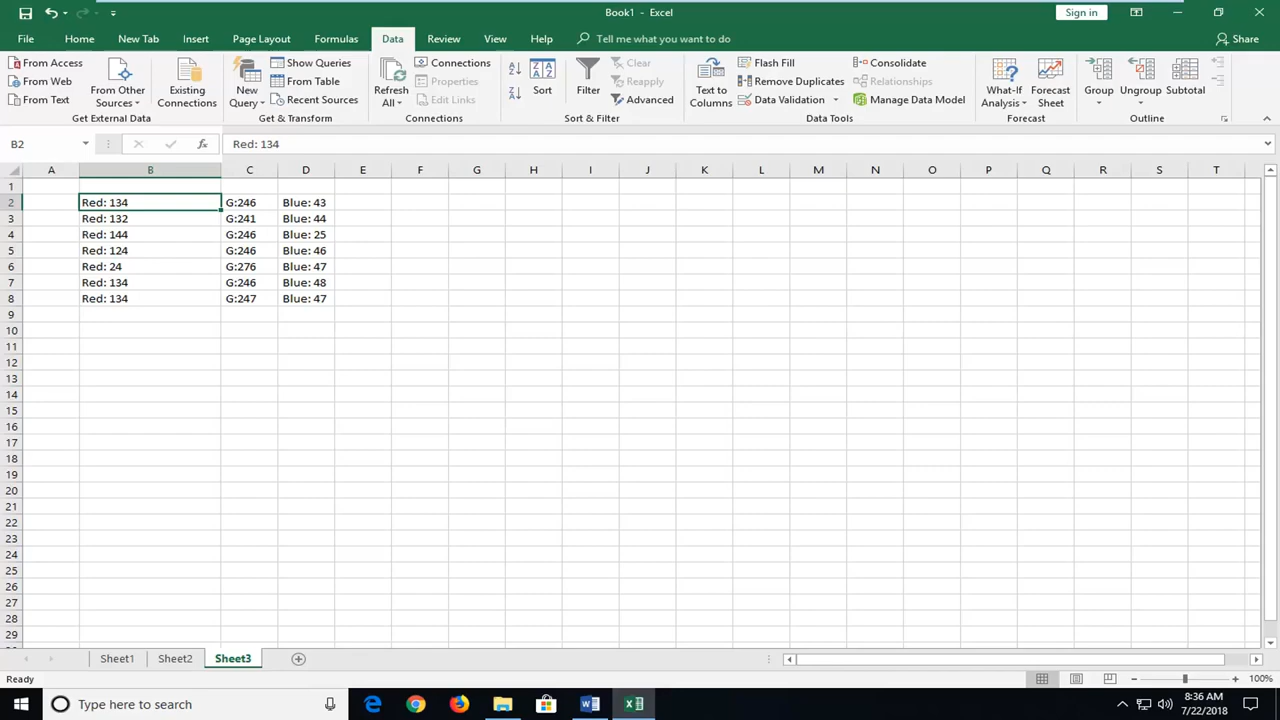 Book1 - Excel
Sign in
File Home New Tab Insert Page Layout Formulas Data Review View Help Tell me what you want to do Share
From Access
From Web
From Text
From Other Sources
Existing Connections
Get External Data
New Query
Show Queries
From Table
Recent Sources
Get & Transform
Refresh All
Connections
Properties
Edit Links
Connections
Sort
Filter
Clear
Reapply
Advanced
Sort & Filter
Text to Columns
Flash Fill
Remove Duplicates
Data Validation
Consolidate
Relationships
Manage Data Model
Data Tools
What-If Analysis
Forecast Sheet
Forecast
Group
Ungroup
Subtotal
Outline
B2 fx Red: 134
A B C D E F G H I J K L M N O P Q R S T
1
2 Red: 134 G:246 Blue: 43
3 Red: 132 G:241 Blue: 44
4 Red: 144 G:246 Blue: 25
5 Red: 124 G:246 Blue: 46
6 Red: 24 G:276 Blue: 47
7 Red: 134 G:246 Blue: 48
8 Red: 134 G:247 Blue: 47
9
10
11
12
13
14
15
16
17
18
19
20
21
22
23
24
25
26
27
28
29
Sheet1 Sheet2 Sheet3
Ready
100%
Type here to search
8:36 AM
7/22/2018